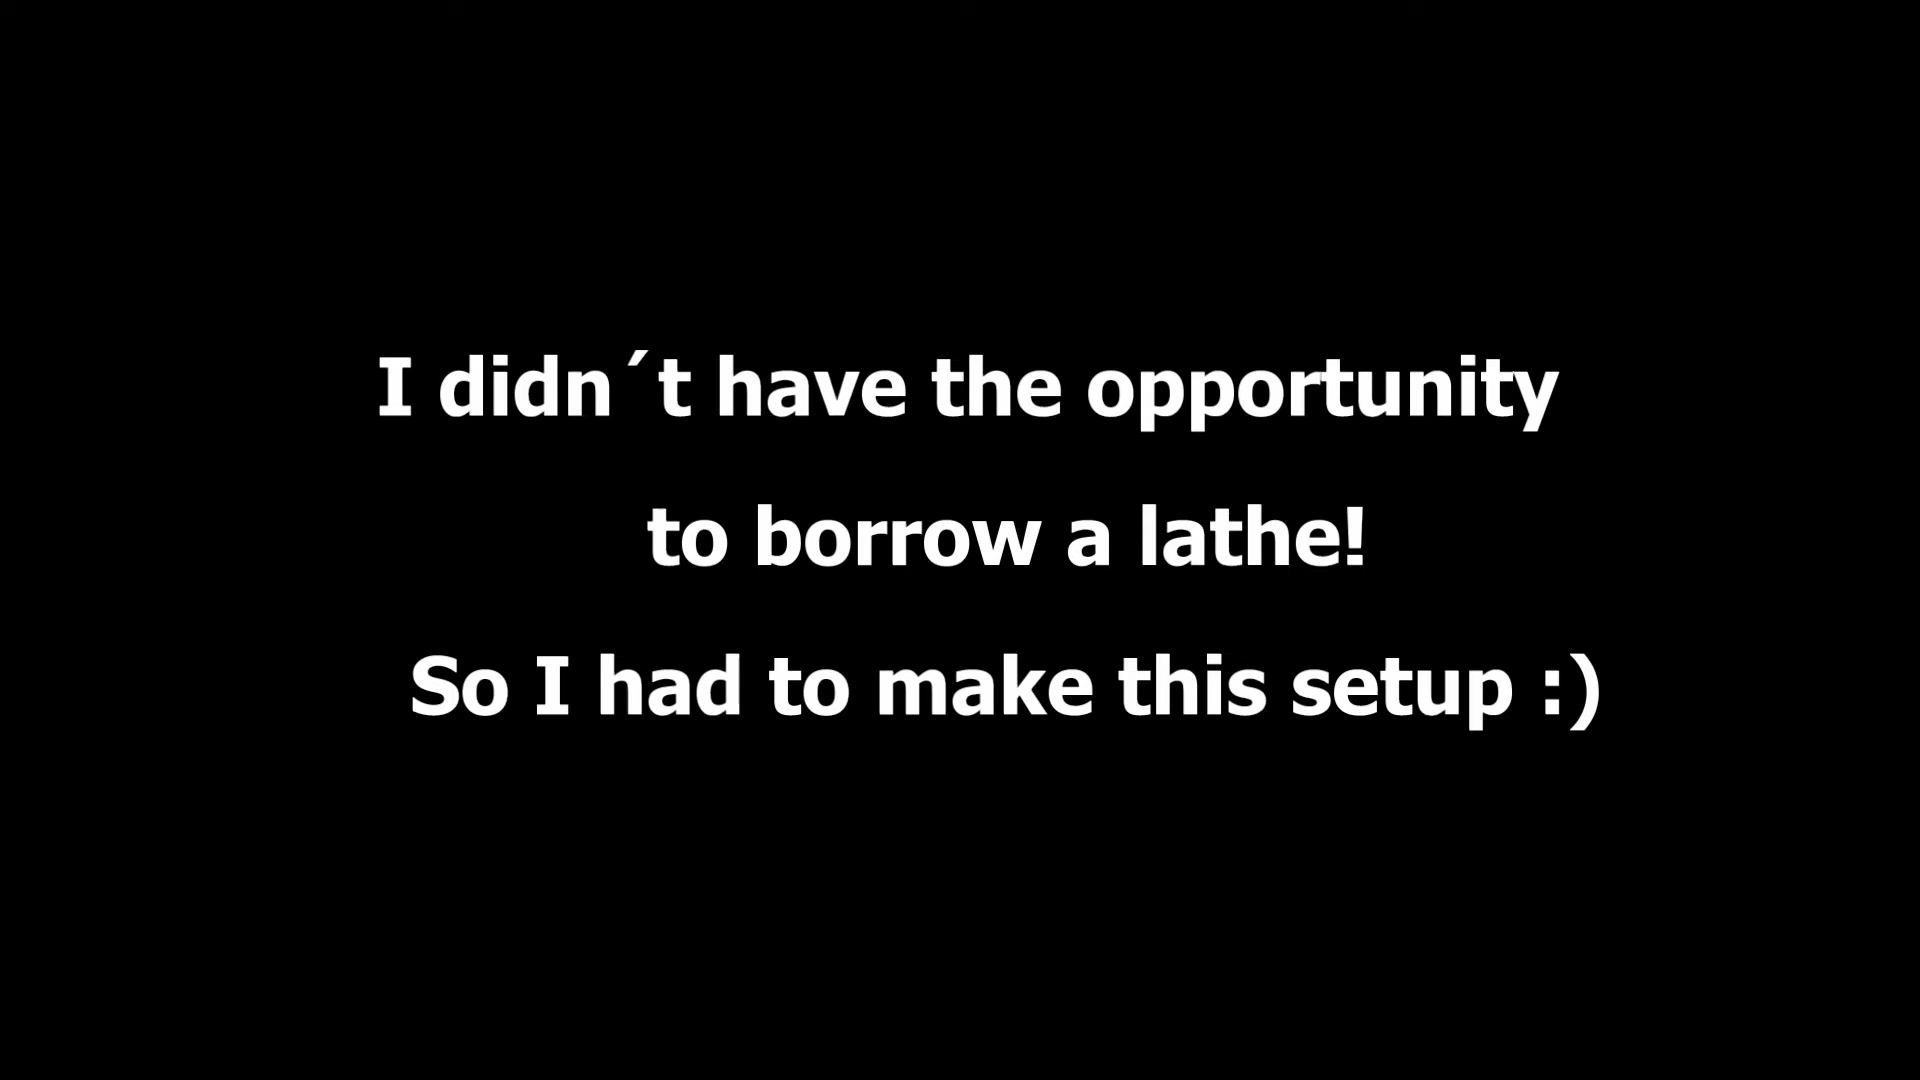 I didn´t have the opportunity
to borrow a lathe!
So I had to make this setup :)